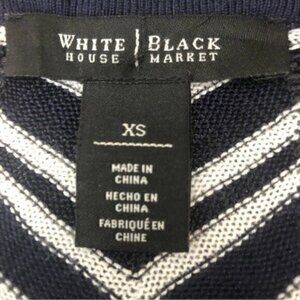 WHITE | BLACK
HOUSE | MARKET
XS
MADE IN
CHINA
HECHO EN
CHINA
FABRIQUÉ EN
CHINE